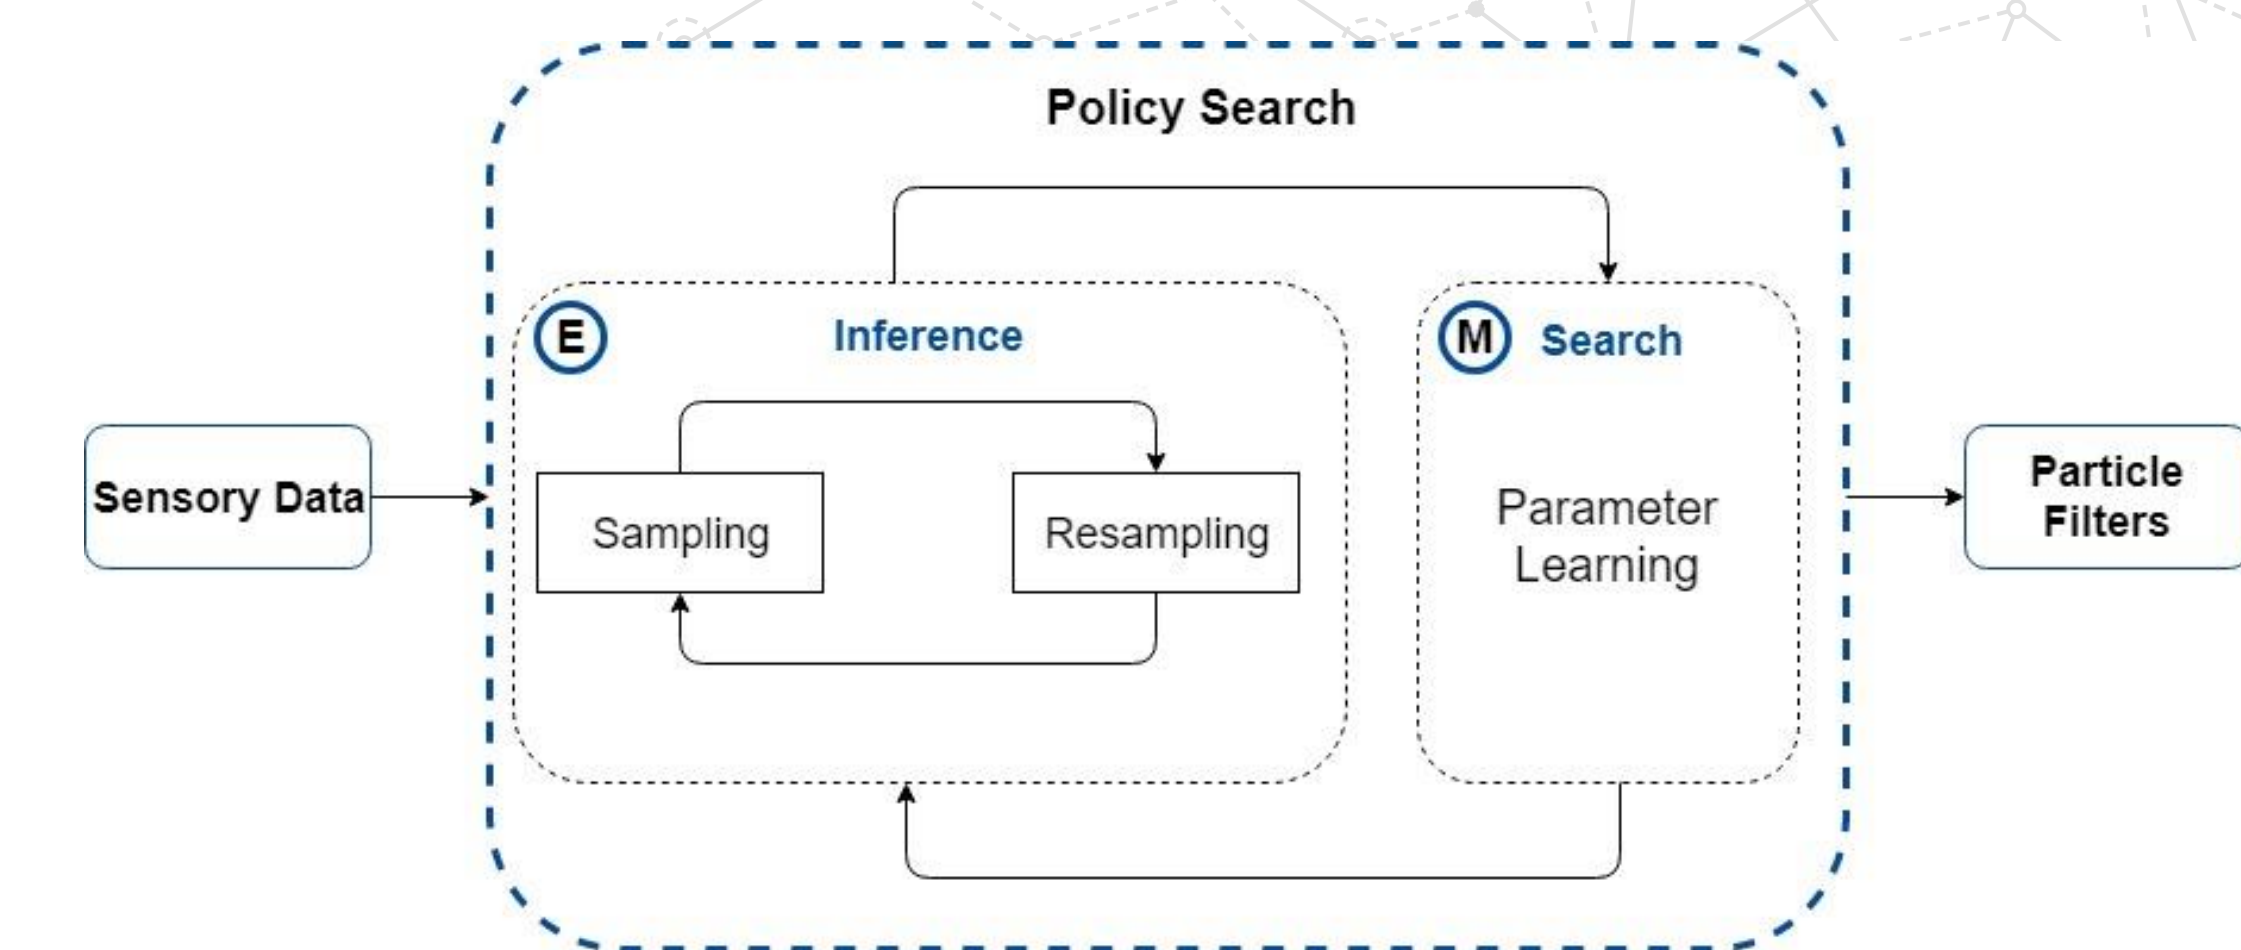 Policy Search
E
Inference
M
Search
Sensory Data
Sampling
Resampling
Parameter
Learning
Particle
Filters